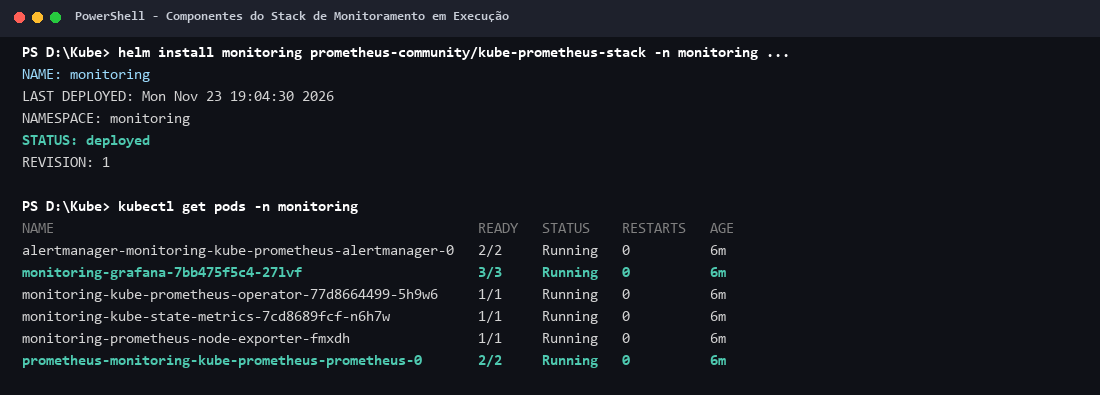 PowerShell - Componentes do Stack de Monitoramento em Execução
PS D:\Kube> helm install monitoring prometheus-community/kube-prometheus-stack -n monitoring ...
NAME: monitoring
LAST DEPLOYED: Mon Nov 23 19:04:30 2026
NAMESPACE: monitoring
STATUS: deployed
REVISION: 1
PS D:\Kube> kubectl get pods -n monitoring
NAME READY STATUS RESTARTS AGE
alertmanager-monitoring-kube-prometheus-alertmanager-0 2/2 Running 0 6m
monitoring-grafana-7bb475f5c4-27lvf 3/3 Running 0 6m
monitoring-kube-prometheus-operator-77d8664499-5h9w6 1/1 Running 0 6m
monitoring-kube-state-metrics-7cd8689fcf-n6h7w 1/1 Running 0 6m
monitoring-prometheus-node-exporter-fmxdh 1/1 Running 0 6m
prometheus-monitoring-kube-prometheus-prometheus-0 2/2 Running 0 6m